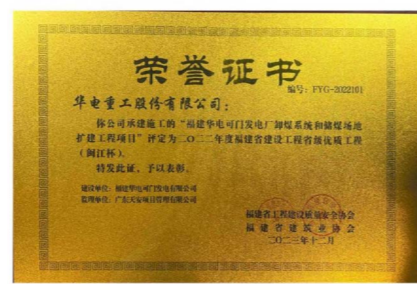 荣誉证书
编号：FYG-2022101
华电重工股份有限公司：
你公司承建施工的“福建华电可门发电厂卸煤系统和储煤场地
扩建工程项目”评定为二〇二二年度福建省建设工程省级优质工程
（闽江杯）。
特发此证，予以表彰。
建设单位：福建华电可门发电有限公司
监理单位：广东天安项目管理有限公司
福建省工程建设质量安全协会
福建省建筑业协会
二〇二三年十二月